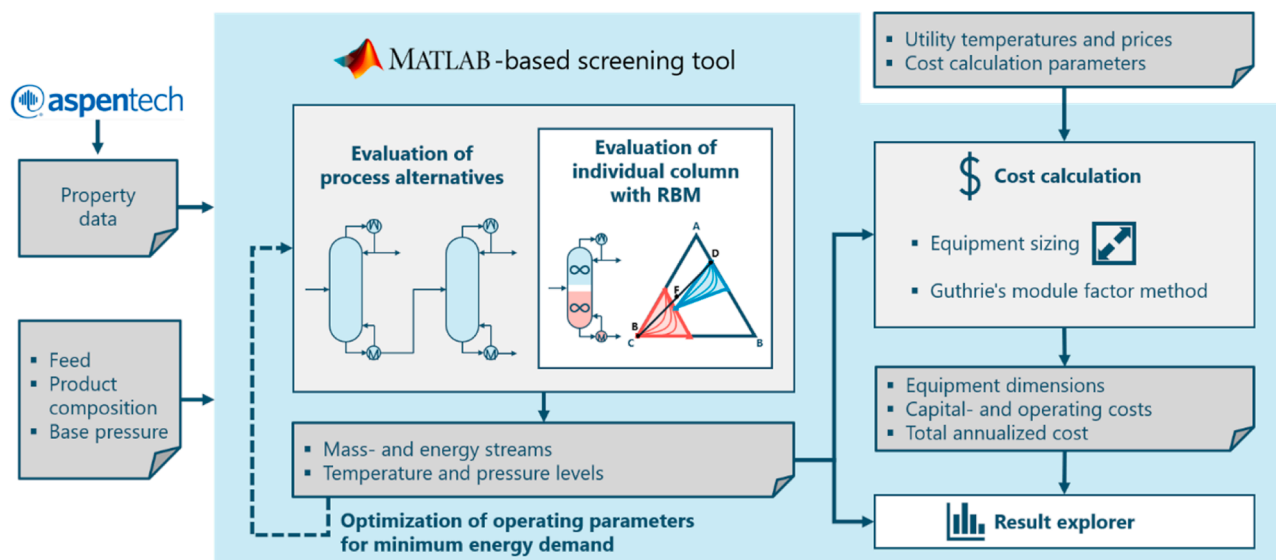 MATLAB-based screening tool
▪ Utility temperatures and prices
▪ Cost calculation parameters
aspentech
Property
data
▪ Feed
▪ Product
composition
▪ Base pressure
Evaluation of
process alternatives
Evaluation of
individual column
with RBM
A
D
F
B
C
B
▪ Mass- and energy streams
▪ Temperature and pressure levels
Optimization of operating parameters
for minimum energy demand
$ Cost calculation
▪ Equipment sizing
▪ Guthrie's module factor method
▪ Equipment dimensions
▪ Capital- and operating costs
▪ Total annualized cost
Result explorer